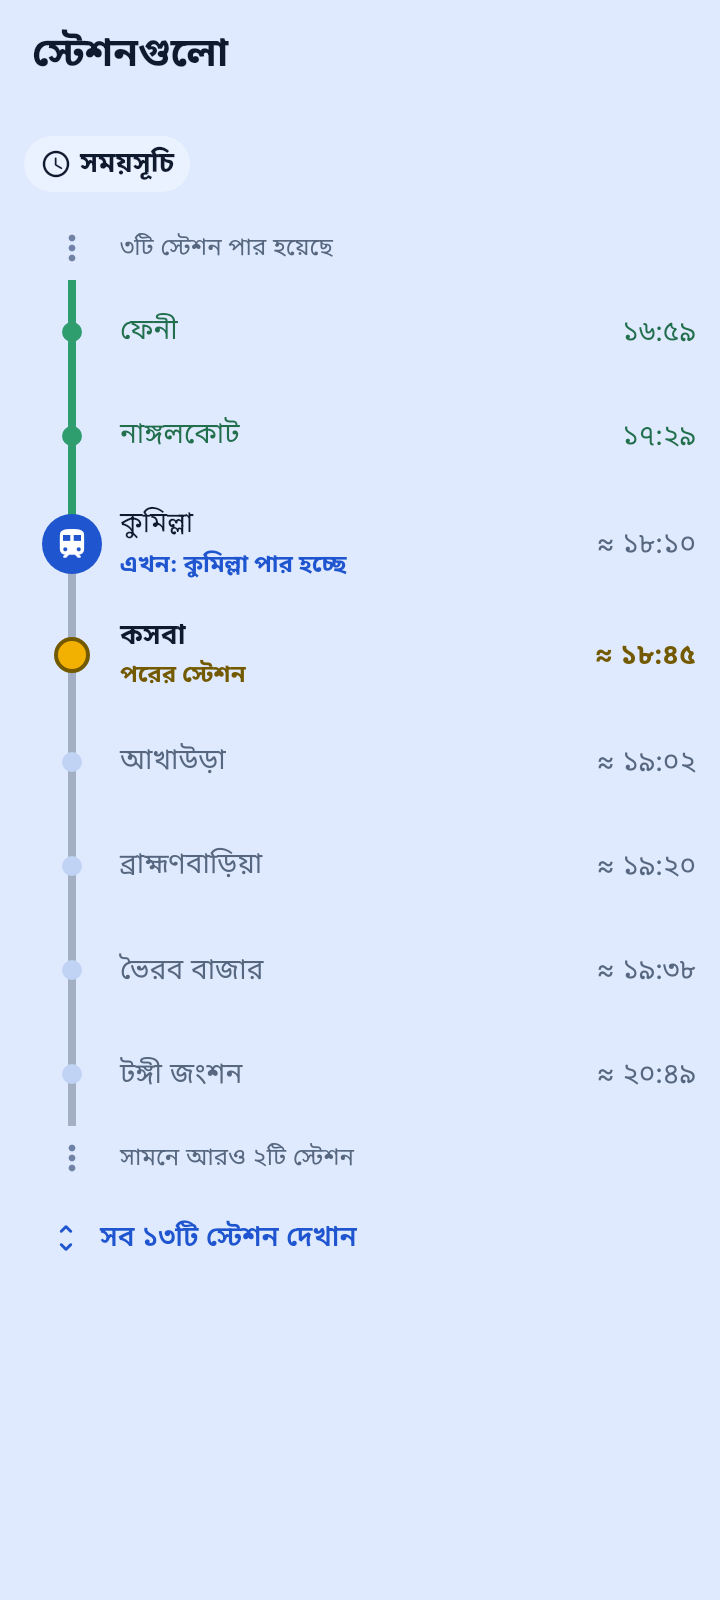 স্টেশনগুলো
সময়সূচি
৩টি স্টেশন পার হয়েছে
ফেনী ১৬:৫৯
নাঙ্গলকোট ১৭:২৯
কুমিল্লা ≈ ১৮:১০
এখন: কুমিল্লা পার হচ্ছে
কসবা ≈ ১৮:৪৫
পরের স্টেশন
আখাউড়া ≈ ১৯:০২
ব্রাহ্মণবাড়িয়া ≈ ১৯:২০
ভৈরব বাজার ≈ ১৯:৩৮
টঙ্গী জংশন ≈ ২০:৪৯
সামনে আরও ২টি স্টেশন
সব ১৩টি স্টেশন দেখান